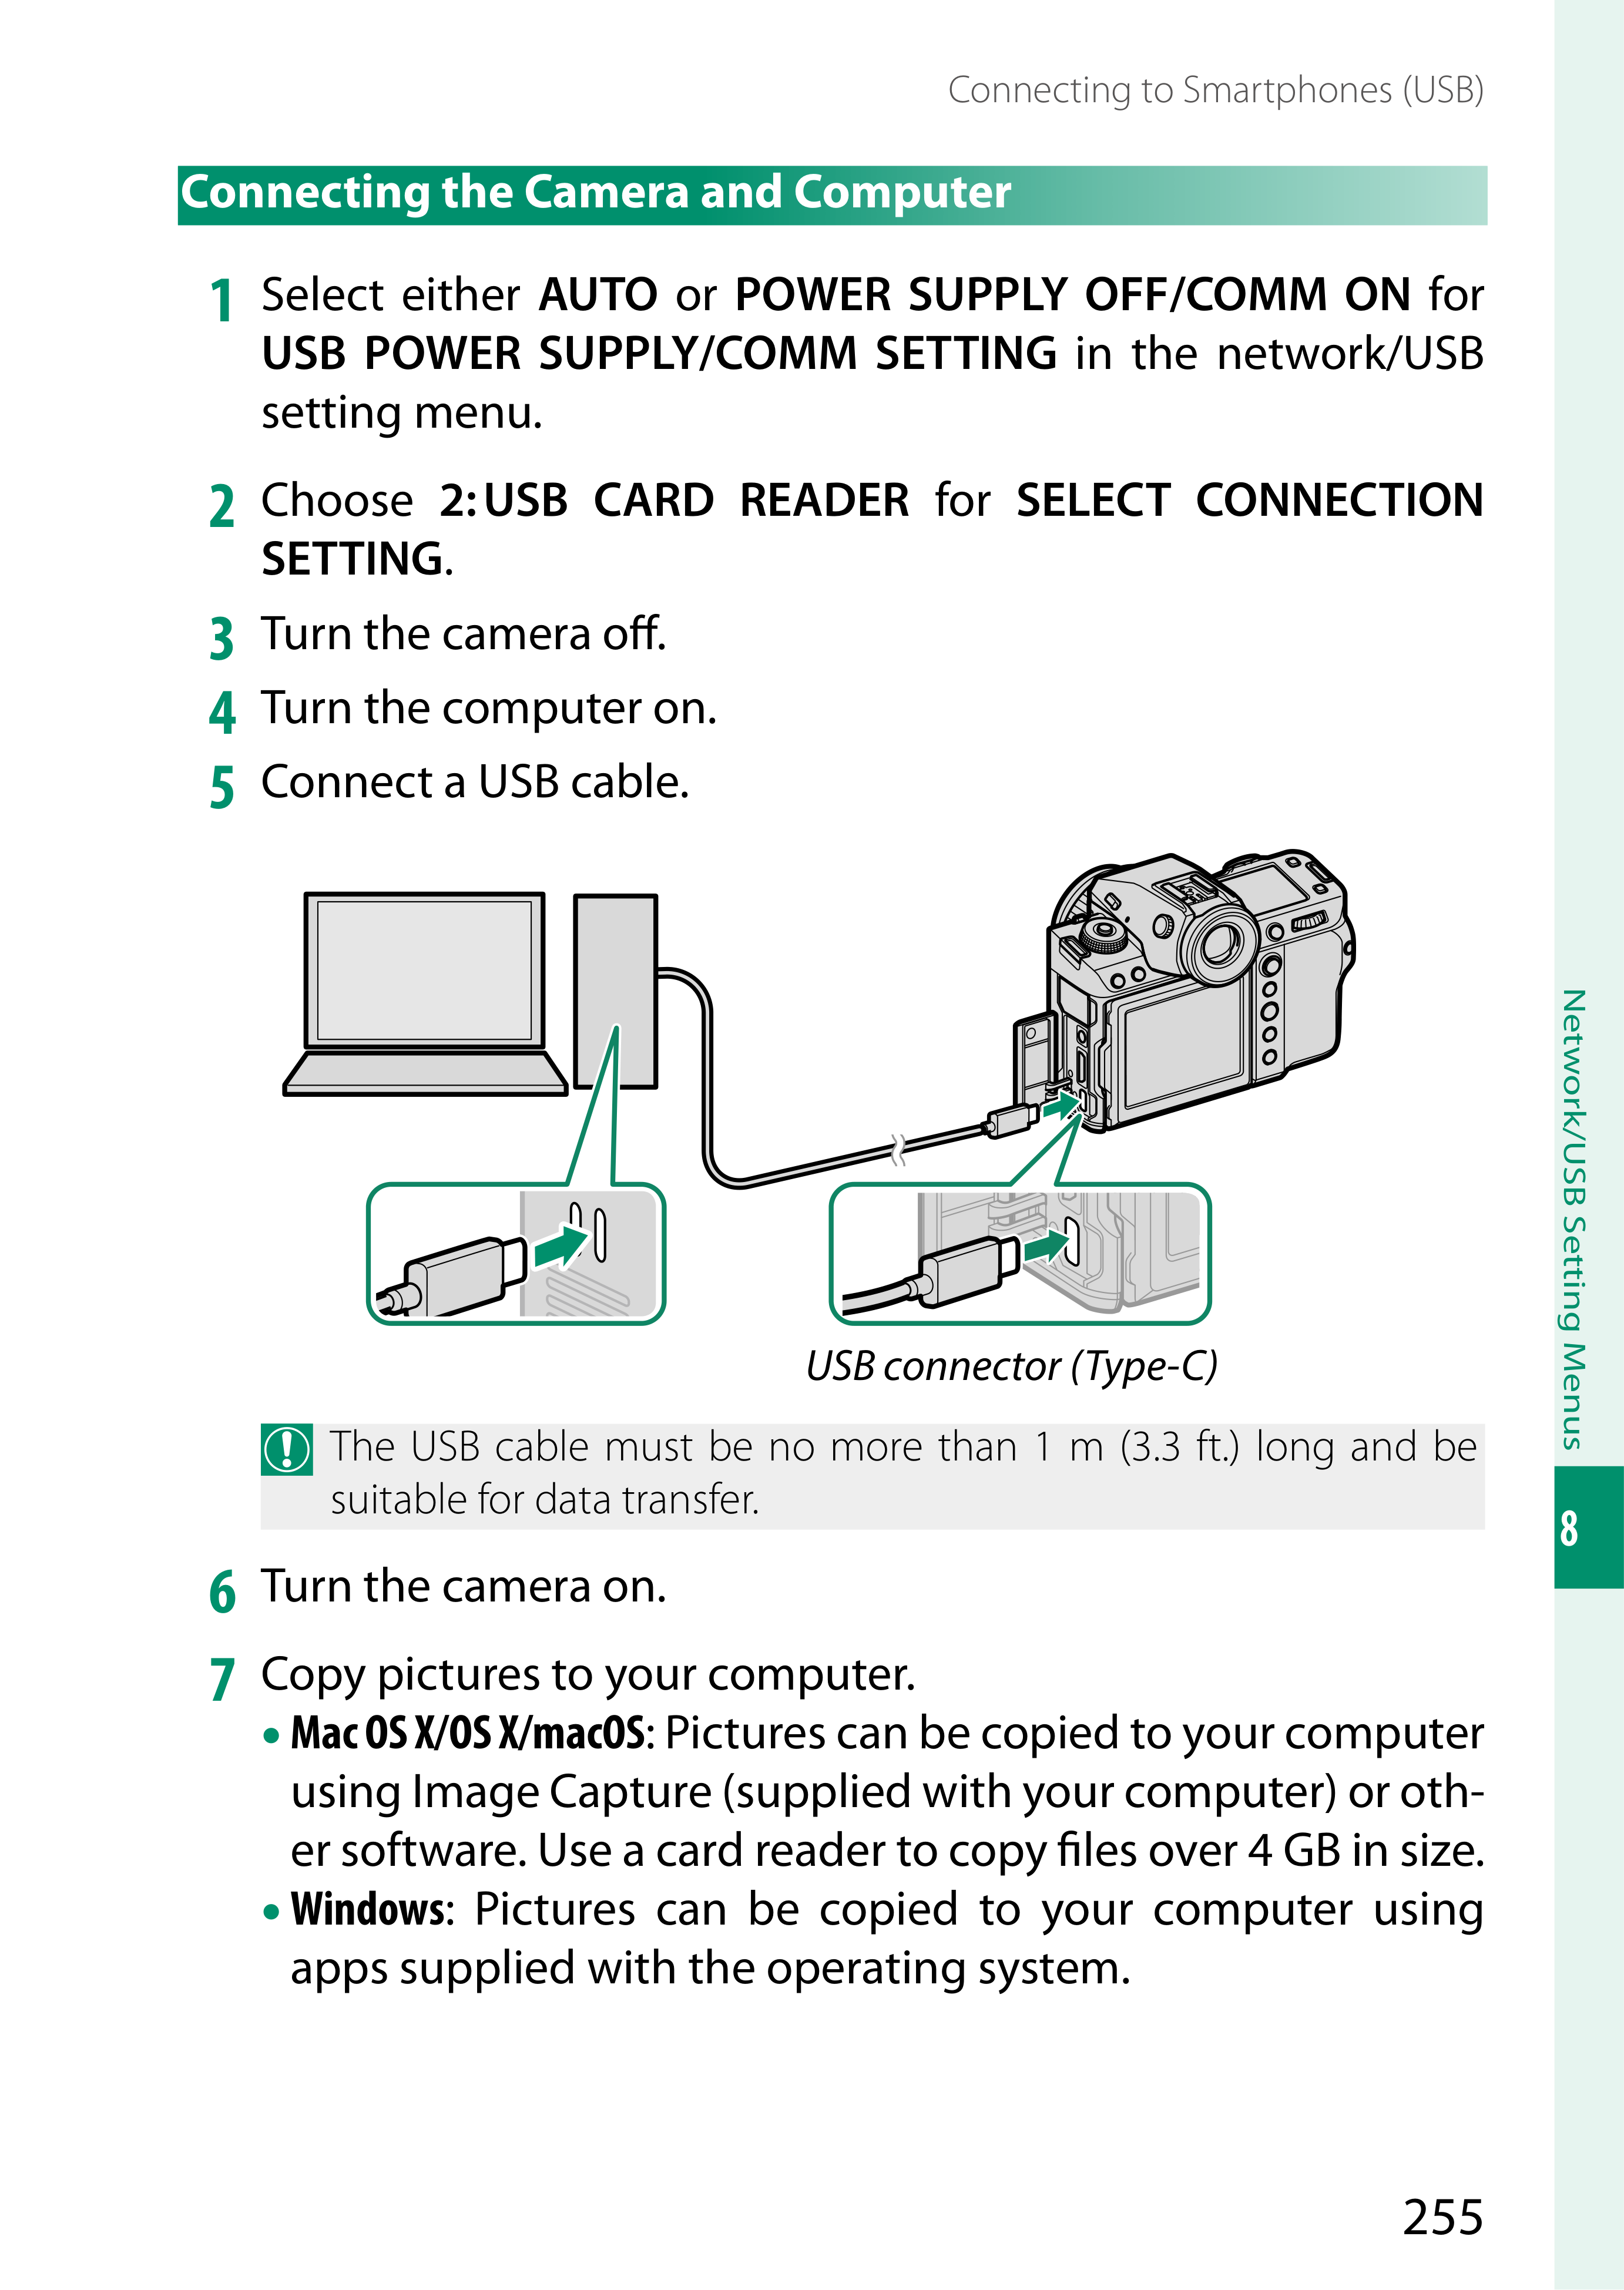 Connecting to Smartphones (USB)
Connecting the Camera and Computer
1 Select either AUTO or POWER SUPPLY OFF/COMM ON for
USB POWER SUPPLY/COMM SETTING in the network/USB
setting menu.
2 Choose 2: USB CARD READER for SELECT CONNECTION
SETTING.
3 Turn the camera off.
4 Turn the computer on.
5 Connect a USB cable.
USB connector (Type-C)
The USB cable must be no more than 1 m (3.3 ft.) long and be
suitable for data transfer.
6 Turn the camera on.
7 Copy pictures to your computer.
• Mac OS X/OS X/macOS: Pictures can be copied to your computer
using Image Capture (supplied with your computer) or oth-
er software. Use a card reader to copy files over 4 GB in size.
• Windows: Pictures can be copied to your computer using
apps supplied with the operating system.
Network/USB Setting Menus
8
255